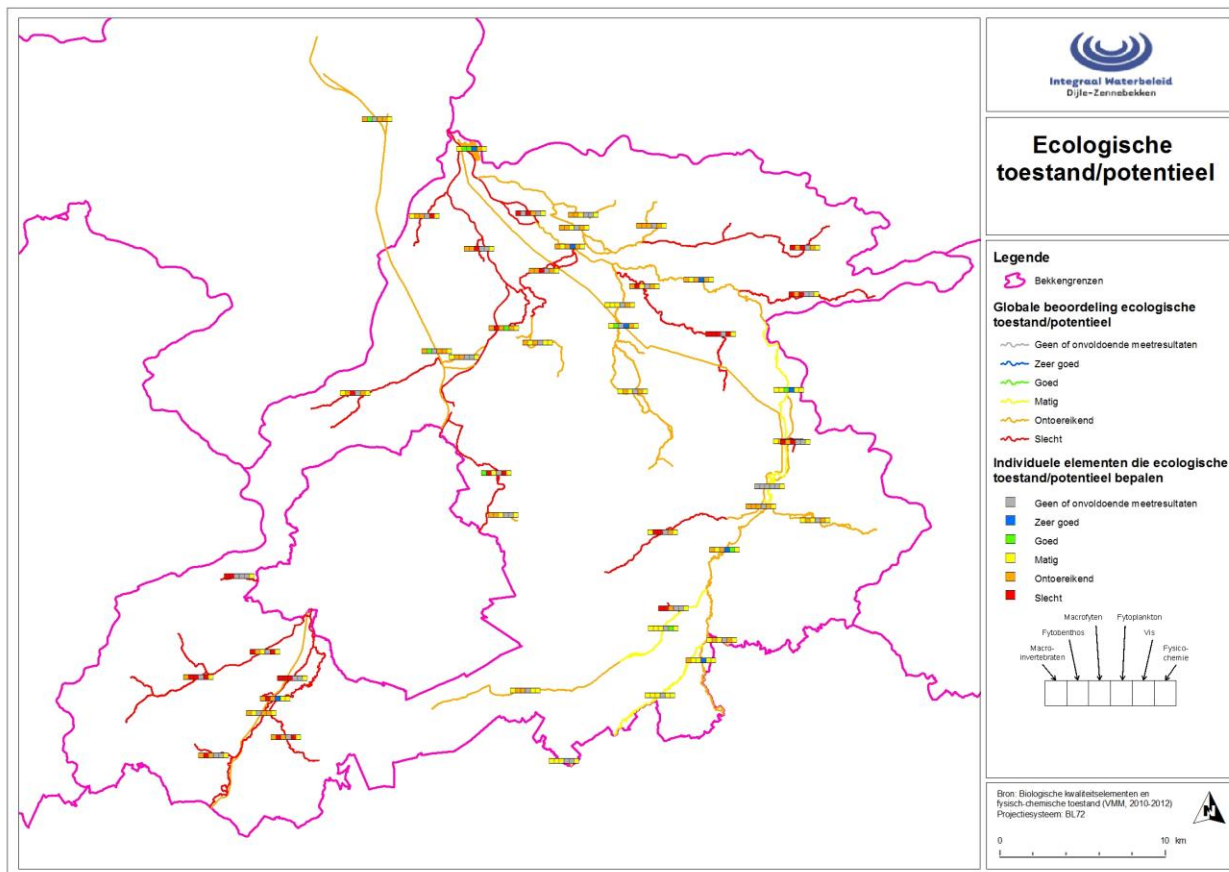 Integraal Waterbeleid
Dijle-Zennebekken
Ecologische
toestand/potentieel
Legende
Bekkengrenzen
Globale beoordeling ecologische
toestand/potentieel
Geen of onvoldoende meetresultaten
Zeer goed
Goed
Matig
Ontoereikend
Slecht
Individuele elementen die ecologische
toestand/potentieel bepalen
Geen of onvoldoende meetresultaten
Zeer goed
Goed
Matig
Ontoereikend
Slecht
Macrofyten
Fytoplankton
Fytobenthos
Vis
Macro-
invertebraten
Fysico-
chemie
Bron: Biologische kwaliteitselementen en
fysisch-chemische toestand (VMM, 2010-2012)
Projectiesysteem: BL72
N
0 10 km